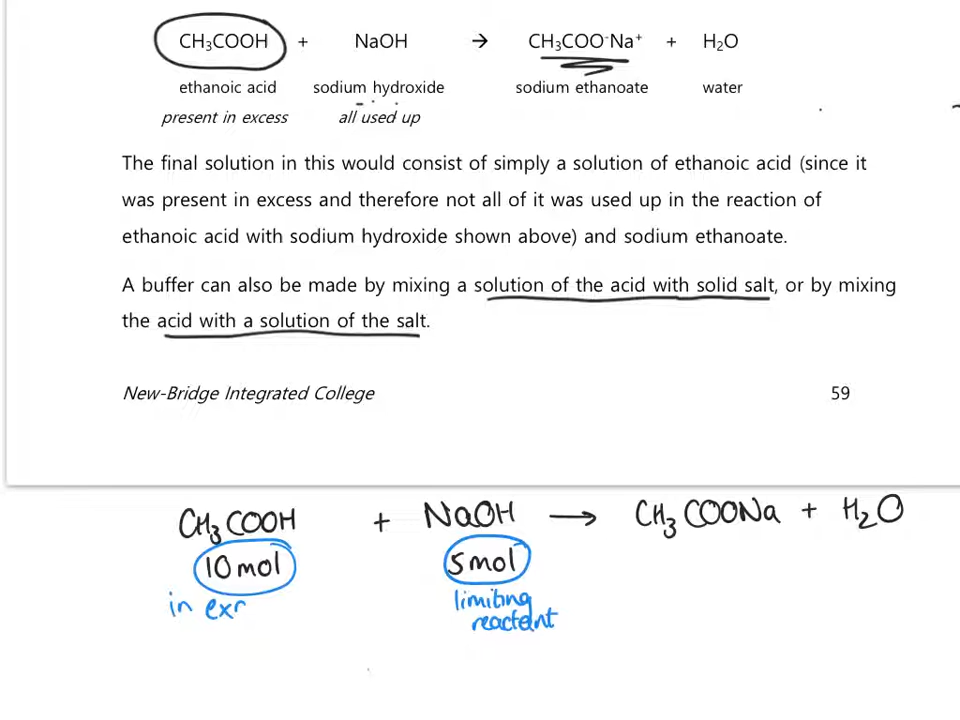 CH₃COOH + NaOH → CH₃COO⁻Na⁺ + H₂O
ethanoic acid sodium hydroxide sodium ethanoate water
present in excess all used up
The final solution in this would consist of simply a solution of ethanoic acid (since it
was present in excess and therefore not all of it was used up in the reaction of
ethanoic acid with sodium hydroxide shown above) and sodium ethanoate.
A buffer can also be made by mixing a solution of the acid with solid salt, or by mixing
the acid with a solution of the salt.
New-Bridge Integrated College 59
CH₃COOH + NaOH → CH₃COONa + H₂O
10 mol 5 mol
in exr limiting
reactant